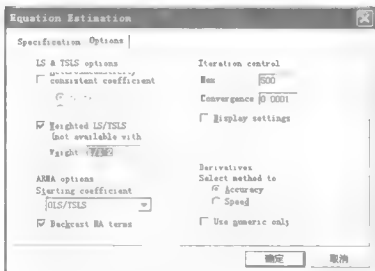 Equation Estimation
Specification Options
LS & TSLS options
consistent coefficient
Weighted LS/TSLS
(not available with
Weight:
ARMA options
Starting coefficient
OLS/TSLS
Backcast MA terms
Iteration control
Max 500
Convergence 0.0001
Display settings
Derivatives
Select method to
Accuracy
Speed
Use numeric only
确定 取消